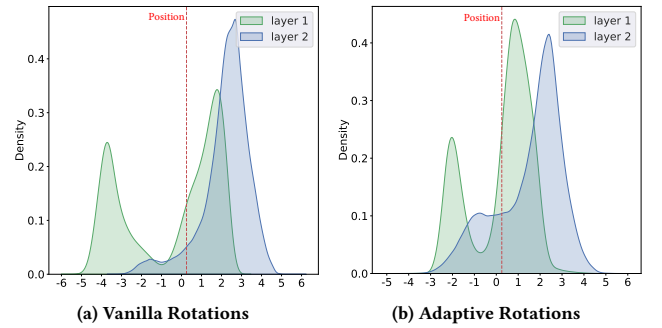 Position
layer 1
layer 2
Density
0.4
0.3
0.2
0.1
0.0
-6 -5 -4 -3 -2 -1 0 1 2 3 4 5 6
(a) Vanilla Rotations
Position
layer 1
layer 2
Density
0.4
0.3
0.2
0.1
0.0
-5 -4 -3 -2 -1 0 1 2 3 4 5 6
(b) Adaptive Rotations